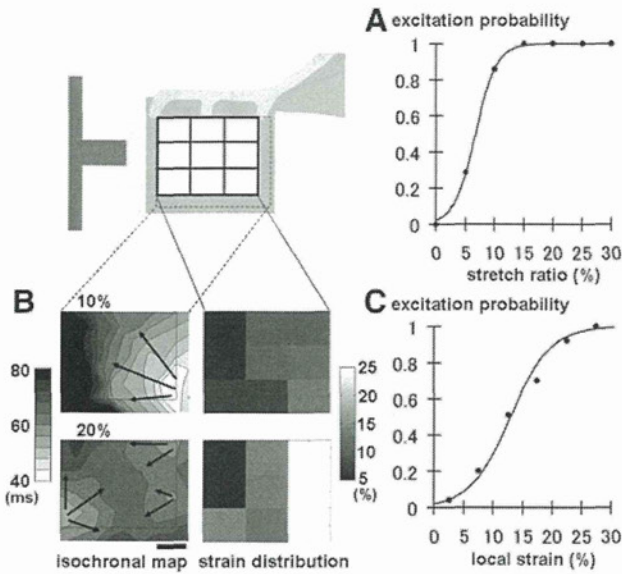 A excitation probability
1
0.8
0.6
0.4
0.2
0
0 5 10 15 20 25 30
stretch ratio (%)
B
10%
80
60
40
(ms)
20%
25
20
15
10
5
(%)
isochronal map
strain distribution
C excitation probability
1
0.8
0.6
0.4
0.2
0
0 5 10 15 20 25 30
local strain (%)